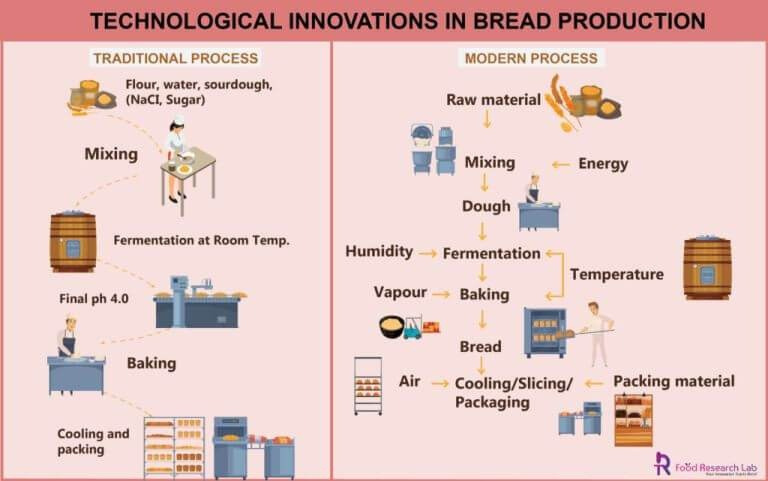 TECHNOLOGICAL INNOVATIONS IN BREAD PRODUCTION
TRADITIONAL PROCESS
Flour, water, sourdough,
(NaCI, Sugar)
Mixing
Fermentation at Room Temp.
Final ph 4.0
Baking
Cooling and
packing
MODERN PROCESS
Raw material
Mixing
Energy
Dough
Humidity
Fermentation
Temperature
Vapour
Baking
Bread
Air
Cooling/Slicing/
Packaging
Packing material
Food Research Lab